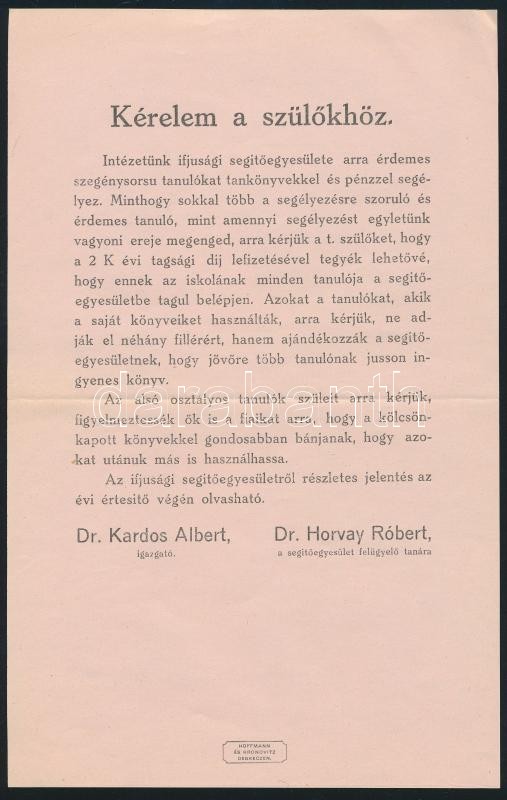 Kérelem a szülőkhöz.
Intézetünk ifjusági segitőegyesülete arra érdemes
szegénysorsu tanulókat tankönyvekkel és pénzzel segé-
lyez. Minthogy sokkal több a segélyezésre szoruló és
érdemes tanuló, mint amennyi segélyezést egyletünk
vagyoni ereje megenged, arra kérjük a t. szülőket, hogy
a 2 K évi tagsági dij lefizetésével tegyék lehetővé,
hogy ennek az iskolának minden tanulója a segitő-
egyesületbe tagul belépjen. Azokat a tanulókat, akik
a saját könyveiket használták, arra kérjük, ne ad-
ják el néhány fillérért, hanem ajándékozzák a segítő-
egyesületnek, hogy jövőre több tanulónak jusson in-
gyenes könyv.
Az alsó osztályos tanulók szüleit arra kérjük,
figyelmeztessék ők is a fiaikat arra, hogy a kölcsön-
kapott könyvekkel gondosabban bánjanak, hogy azo-
kat utánuk más is használhassa.
Az ifjusági segitőegyesületről részletes jelentés az
évi értesitő végén olvasható.
Dr. Kardos Albert, Dr. Horvay Róbert,
igazgató. a segitőegyesület felügyelő tanára
HOFFMANN
ÉS KRONOVITZ
DEBRECZEN.
darabanth